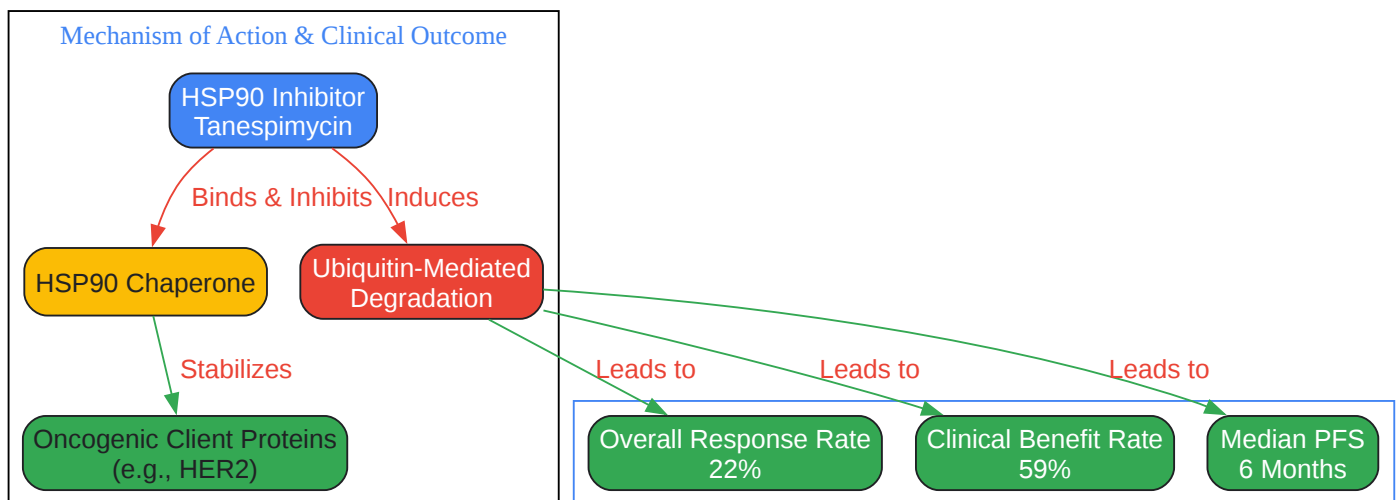 Mechanism of Action & Clinical Outcome
HSP90 Inhibitor
Tanespimycin
Binds & Inhibits
Induces
HSP90 Chaperone
Ubiquitin-Mediated
Degradation
Stabilizes
Leads to
Leads to
Leads to
Oncogenic Client Proteins
(e.g., HER2)
Overall Response Rate
22%
Clinical Benefit Rate
59%
Median PFS
6 Months